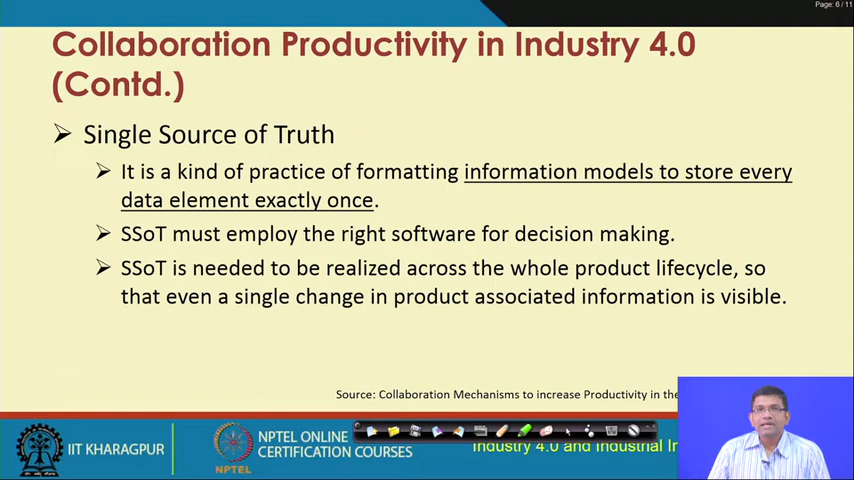 Page: 6 / 11
Collaboration Productivity in Industry 4.0
(Contd.)
➢ Single Source of Truth
➢ It is a kind of practice of formatting information models to store every
data element exactly once.
➢ SSoT must employ the right software for decision making.
➢ SSoT is needed to be realized across the whole product lifecycle, so
that even a single change in product associated information is visible.
Source: Collaboration Mechanisms to increase Productivity in the
IIT KHARAGPUR
NPTEL
NPTEL ONLINE
CERTIFICATION COURSES
Industry 4.0 and Industrial In